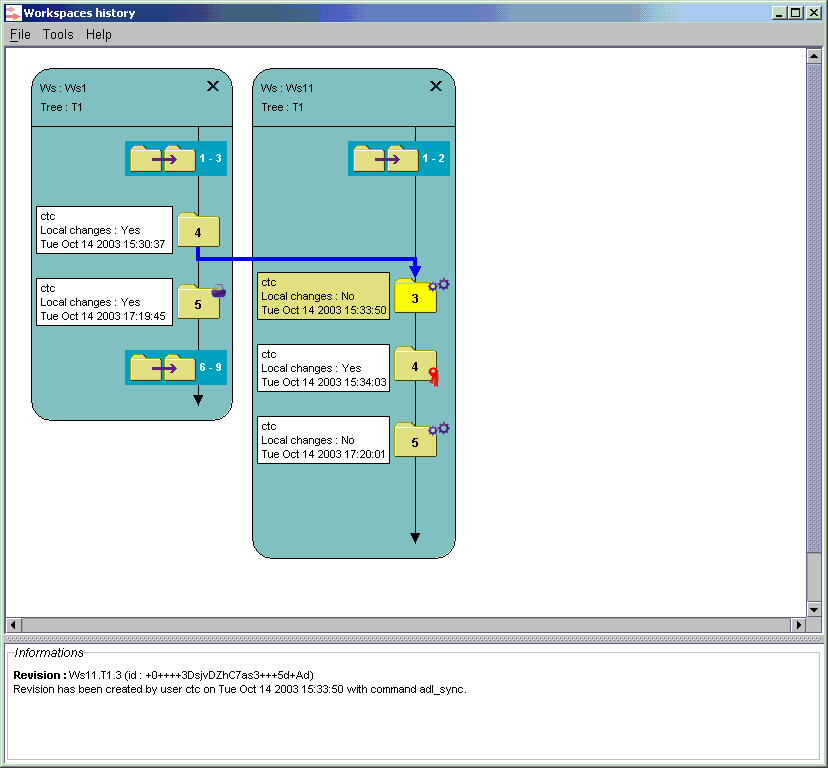 Workspaces history
File Tools Help
Ws : Ws1
Tree : T1
1 - 3
ctc
Local changes : Yes
Tue Oct 14 2003 15:30:37
4
ctc
Local changes : Yes
Tue Oct 14 2003 17:19:45
5
6 - 9
Ws : Ws11
Tree : T1
1 - 2
ctc
Local changes : No
Tue Oct 14 2003 15:33:50
3
ctc
Local changes : Yes
Tue Oct 14 2003 15:34:03
4
ctc
Local changes : No
Tue Oct 14 2003 17:20:01
5
Informations
Revision : Ws11.T1.3 (id : +0++++3DsjvDZhC7as3+++5d+Ad)
Revision has been created by user ctc on Tue Oct 14 2003 15:33:50 with command adl_sync.